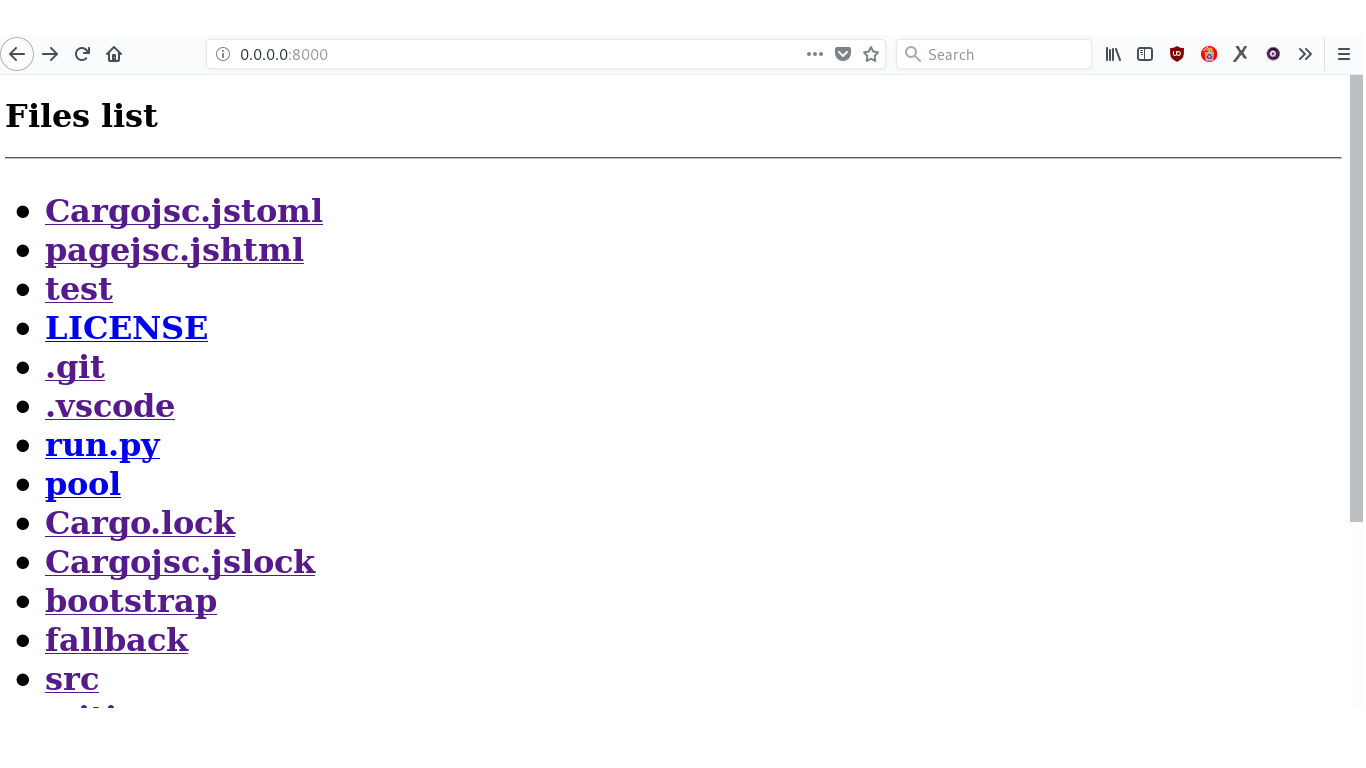 0.0.0.0:8000
Search
Files list
Cargojsc.jstoml
pagejsc.jshtml
test
LICENSE
.git
.vscode
run.py
pool
Cargo.lock
Cargojsc.jslock
bootstrap
fallback
src